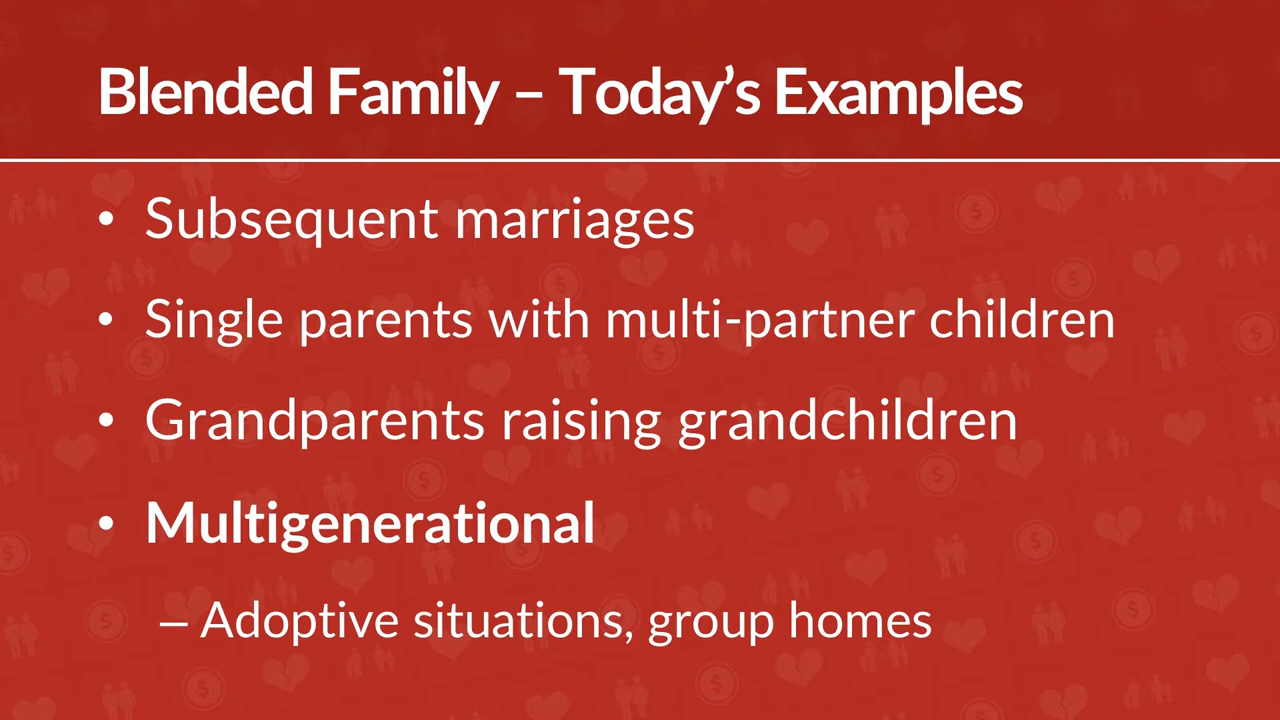 Blended Family – Today’s Examples
• Subsequent marriages
• Single parents with multi-partner children
• Grandparents raising grandchildren
• Multigenerational
– Adoptive situations, group homes